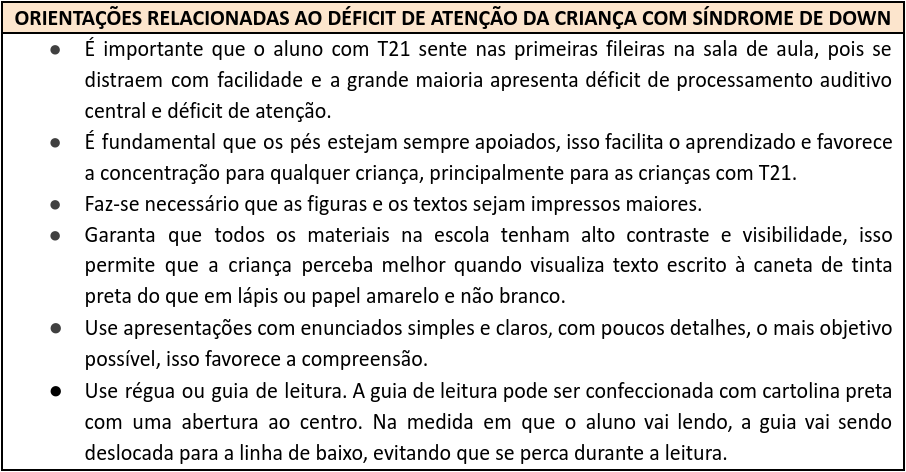 ORIENTAÇÕES RELACIONADAS AO DÉFICIT DE ATENÇÃO DA CRIANÇA COM SÍNDROME DE DOWN
● É importante que o aluno com T21 sente nas primeiras fileiras na sala de aula, pois se
distraem com facilidade e a grande maioria apresenta déficit de processamento auditivo
central e déficit de atenção.
● É fundamental que os pés estejam sempre apoiados, isso facilita o aprendizado e favorece
a concentração para qualquer criança, principalmente para as crianças com T21.
● Faz-se necessário que as figuras e os textos sejam impressos maiores.
● Garanta que todos os materiais na escola tenham alto contraste e visibilidade, isso
permite que a criança perceba melhor quando visualiza texto escrito à caneta de tinta
preta do que em lápis ou papel amarelo e não branco.
● Use apresentações com enunciados simples e claros, com poucos detalhes, o mais objetivo
possível, isso favorece a compreensão.
● Use régua ou guia de leitura. A guia de leitura pode ser confeccionada com cartolina preta
com uma abertura ao centro. Na medida em que o aluno vai lendo, a guia vai sendo
deslocada para a linha de baixo, evitando que se perca durante a leitura.